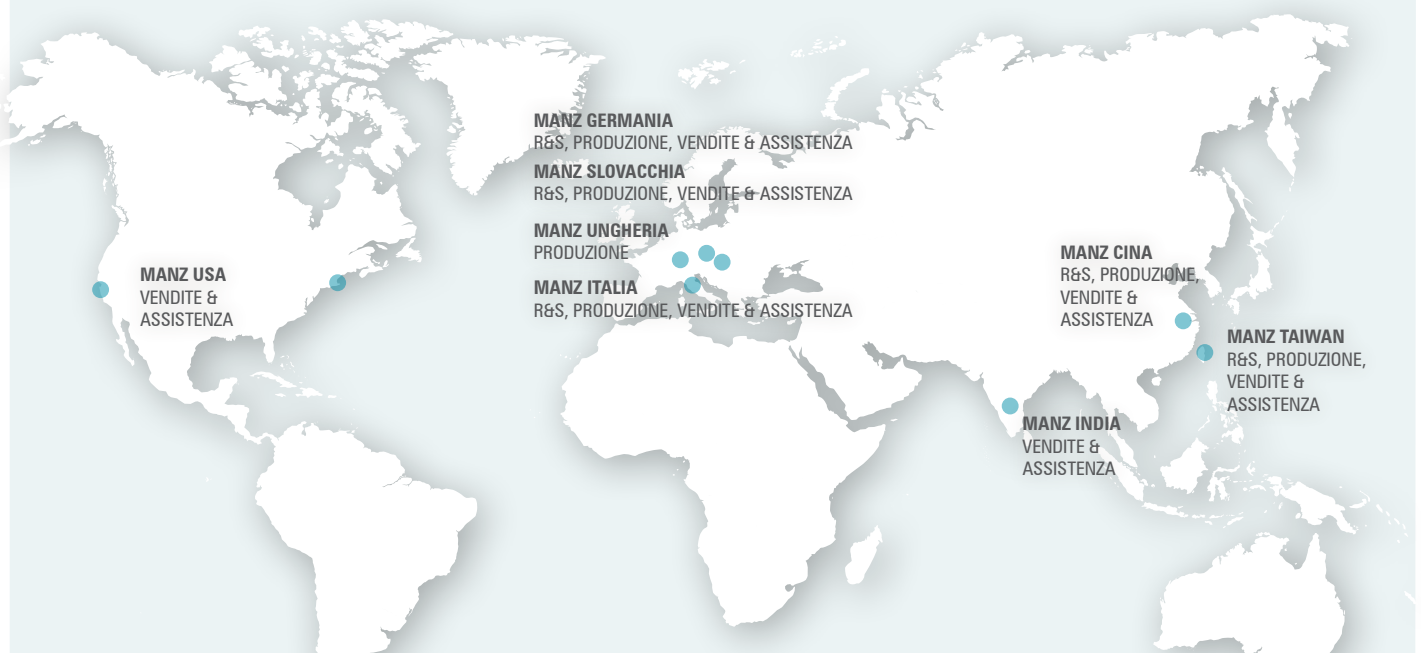 MANZ GERMANIA
R&S, PRODUZIONE, VENDITE & ASSISTENZA
MANZ SLOVACCHIA
R&S, PRODUZIONE, VENDITE & ASSISTENZA
MANZ UNGHERIA
PRODUZIONE
MANZ ITALIA
R&S, PRODUZIONE, VENDITE & ASSISTENZA
MANZ USA
VENDITE &
ASSISTENZA
MANZ CINA
R&S, PRODUZIONE,
VENDITE &
ASSISTENZA
MANZ TAIWAN
R&S, PRODUZIONE,
VENDITE &
ASSISTENZA
MANZ INDIA
VENDITE &
ASSISTENZA